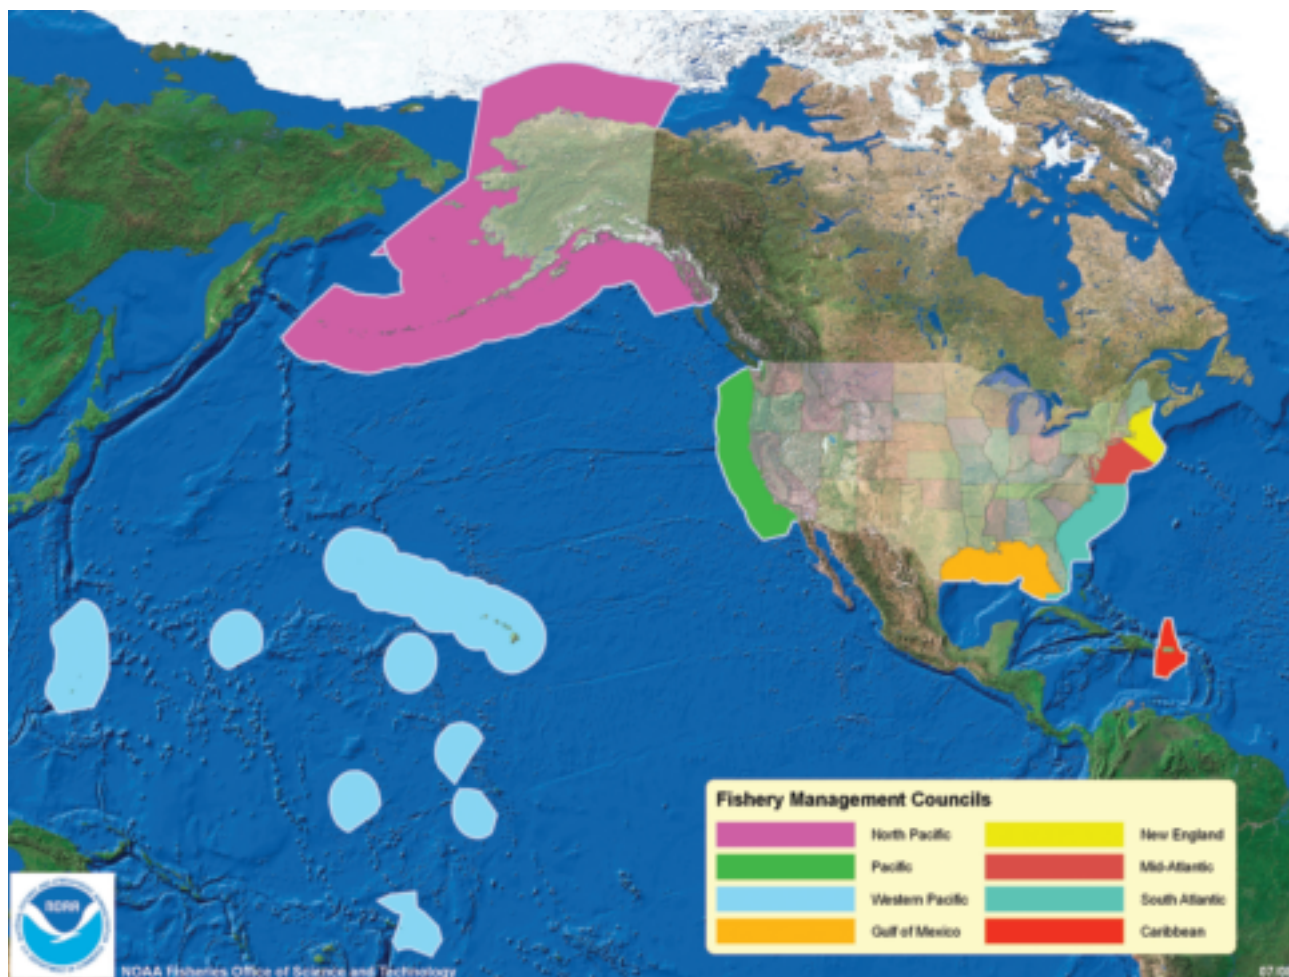 Fishery Management Councils
North Pacific
New England
Pacific
Mid-Atlantic
Western Pacific
South Atlantic
Gulf of Mexico
Caribbean
NOAA
NOAA Fisheries Office of Science and Technology